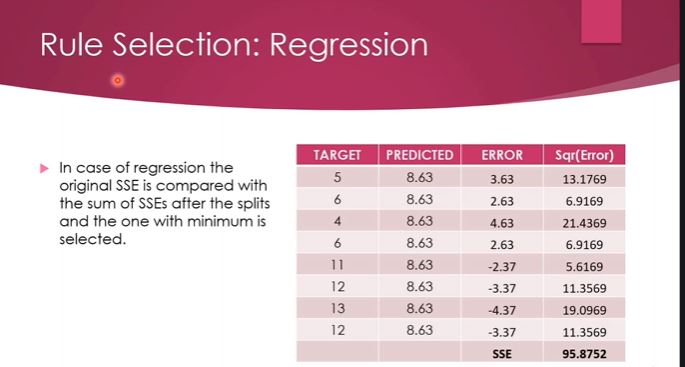 Rule Selection: Regression
In case of regression the
original SSE is compared with
the sum of SSEs after the splits
and the one with minimum is
selected.
TARGET PREDICTED ERROR Sqr(Error)
5 8.63 3.63 13.1769
6 8.63 2.63 6.9169
4 8.63 4.63 21.4369
6 8.63 2.63 6.9169
11 8.63 -2.37 5.6169
12 8.63 -3.37 11.3569
13 8.63 -4.37 19.0969
12 8.63 -3.37 11.3569
SSE 95.8752